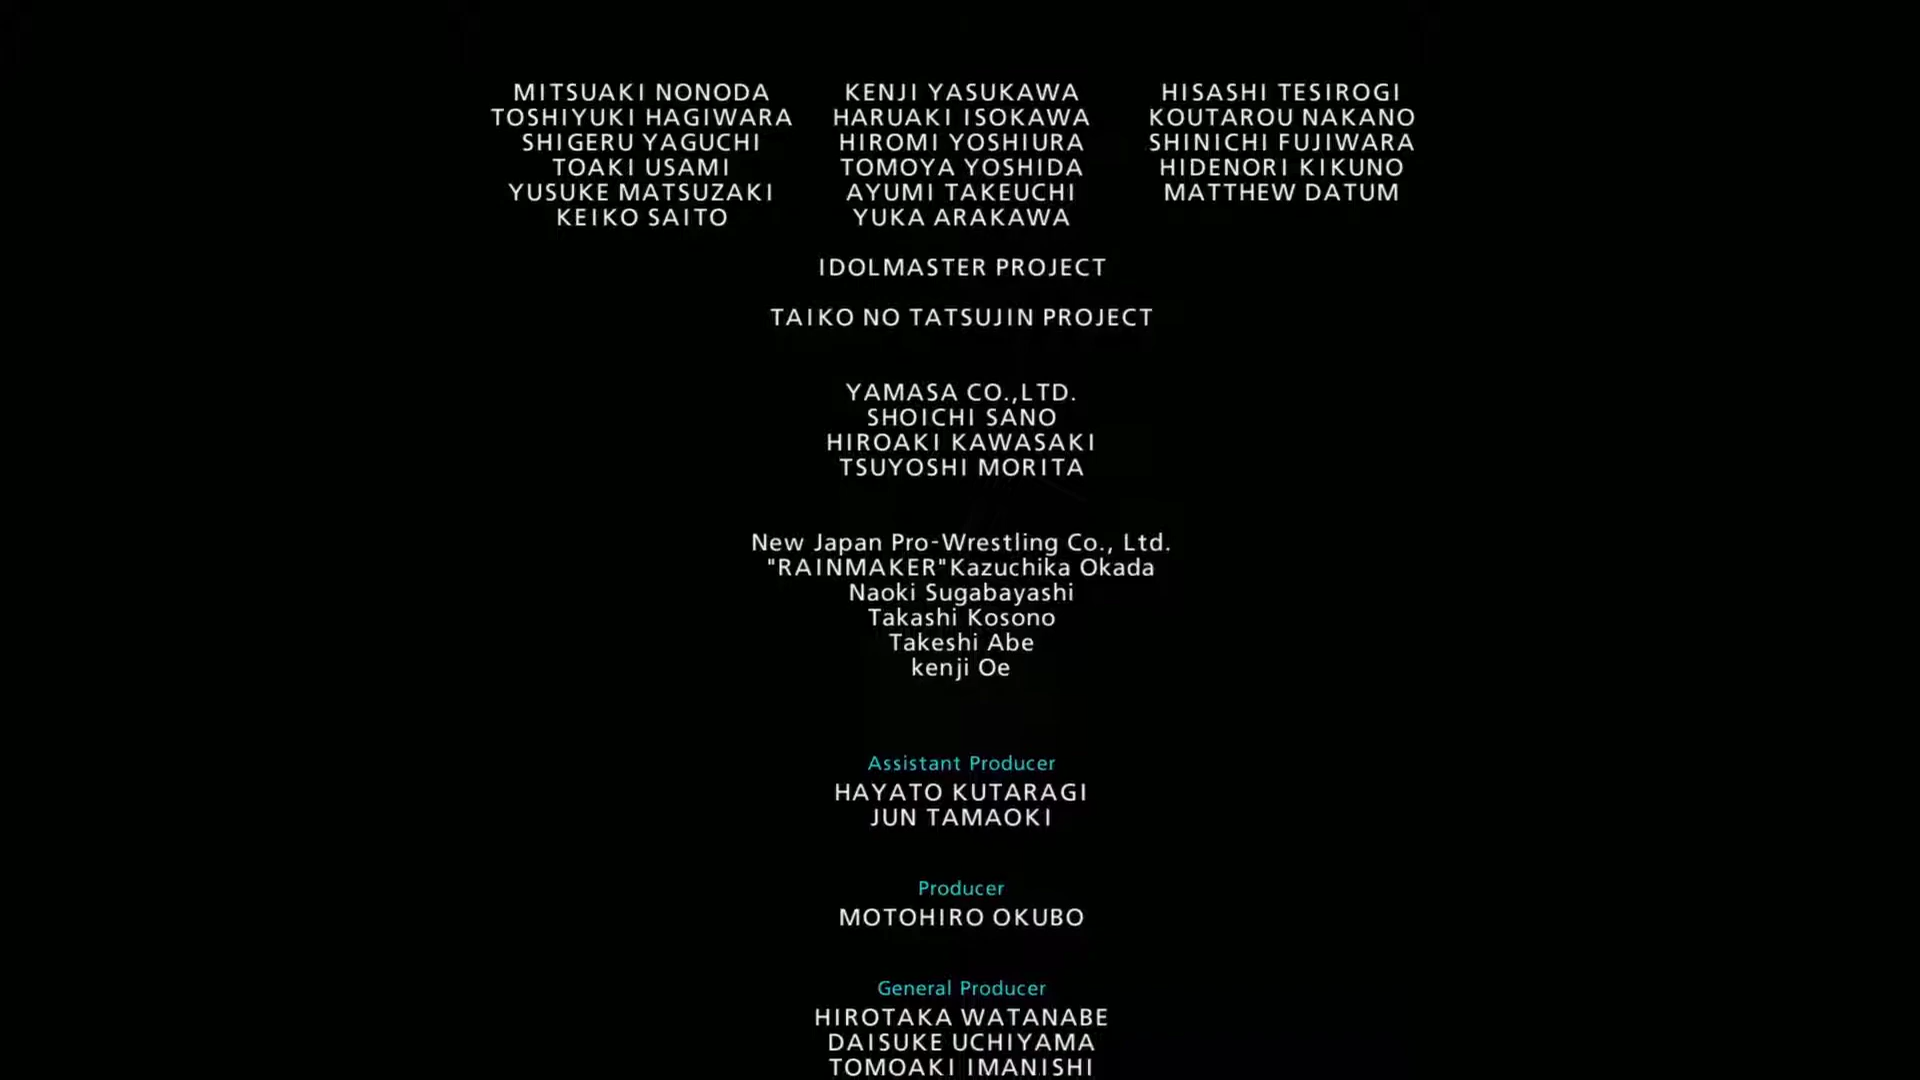 MITSUAKI NONODA KENJI YASUKAWA HISASHI TESIROGI
TOSHIYUKI HAGIWARA HARUAKI ISOKAWA KOUTAROU NAKANO
SHIGERU YAGUCHI HIROMI YOSHIURA SHINICHI FUJIWARA
TOAKI USAMI TOMOYA YOSHIDA HIDENORI KIKUNO
YUSUKE MATSUZAKI AYUMI TAKEUCHI MATTHEW DATUM
KEIKO SAITO YUKA ARAKAWA
IDOLMASTER PROJECT
TAIKO NO TATSUJIN PROJECT
YAMASA CO.,LTD.
SHOICHI SANO
HIROAKI KAWASAKI
TSUYOSHI MORITA
New Japan Pro-Wrestling Co., Ltd.
"RAINMAKER"Kazuchika Okada
Naoki Sugabayashi
Takashi Kosono
Takeshi Abe
kenji Oe
Assistant Producer
HAYATO KUTARAGI
JUN TAMAOKI
Producer
MOTOHIRO OKUBO
General Producer
HIROTAKA WATANABE
DAISUKE UCHIYAMA
TOMOAKI IMANISHI